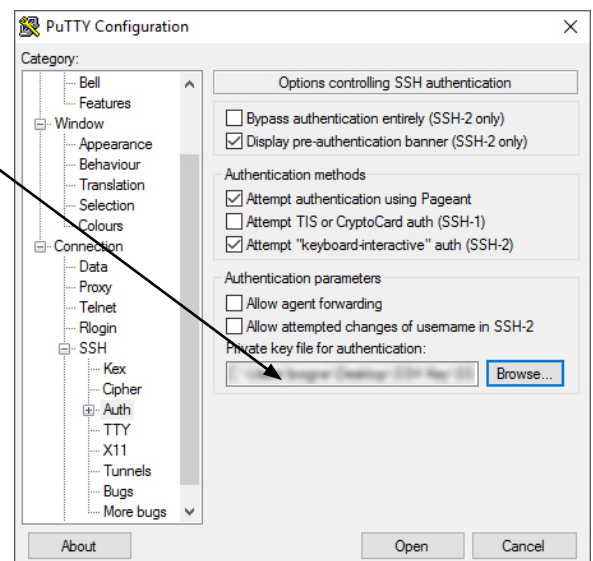 PuTTY Configuration
Category:
Bell
Features
Window
Appearance
Behaviour
Translation
Selection
Colours
Connection
Data
Proxy
Telnet
Rlogin
SSH
Kex
Cipher
Auth
TTY
X11
Tunnels
Bugs
More bugs
Options controlling SSH authentication
Bypass authentication entirely (SSH-2 only)
Display pre-authentication banner (SSH-2 only)
Authentication methods
Attempt authentication using Pageant
Attempt TIS or CryptoCard auth (SSH-1)
Attempt "keyboard-interactive" auth (SSH-2)
Authentication parameters
Allow agent forwarding
Allow attempted changes of username in SSH-2
Private key file for authentication:
Browse...
About
Open
Cancel